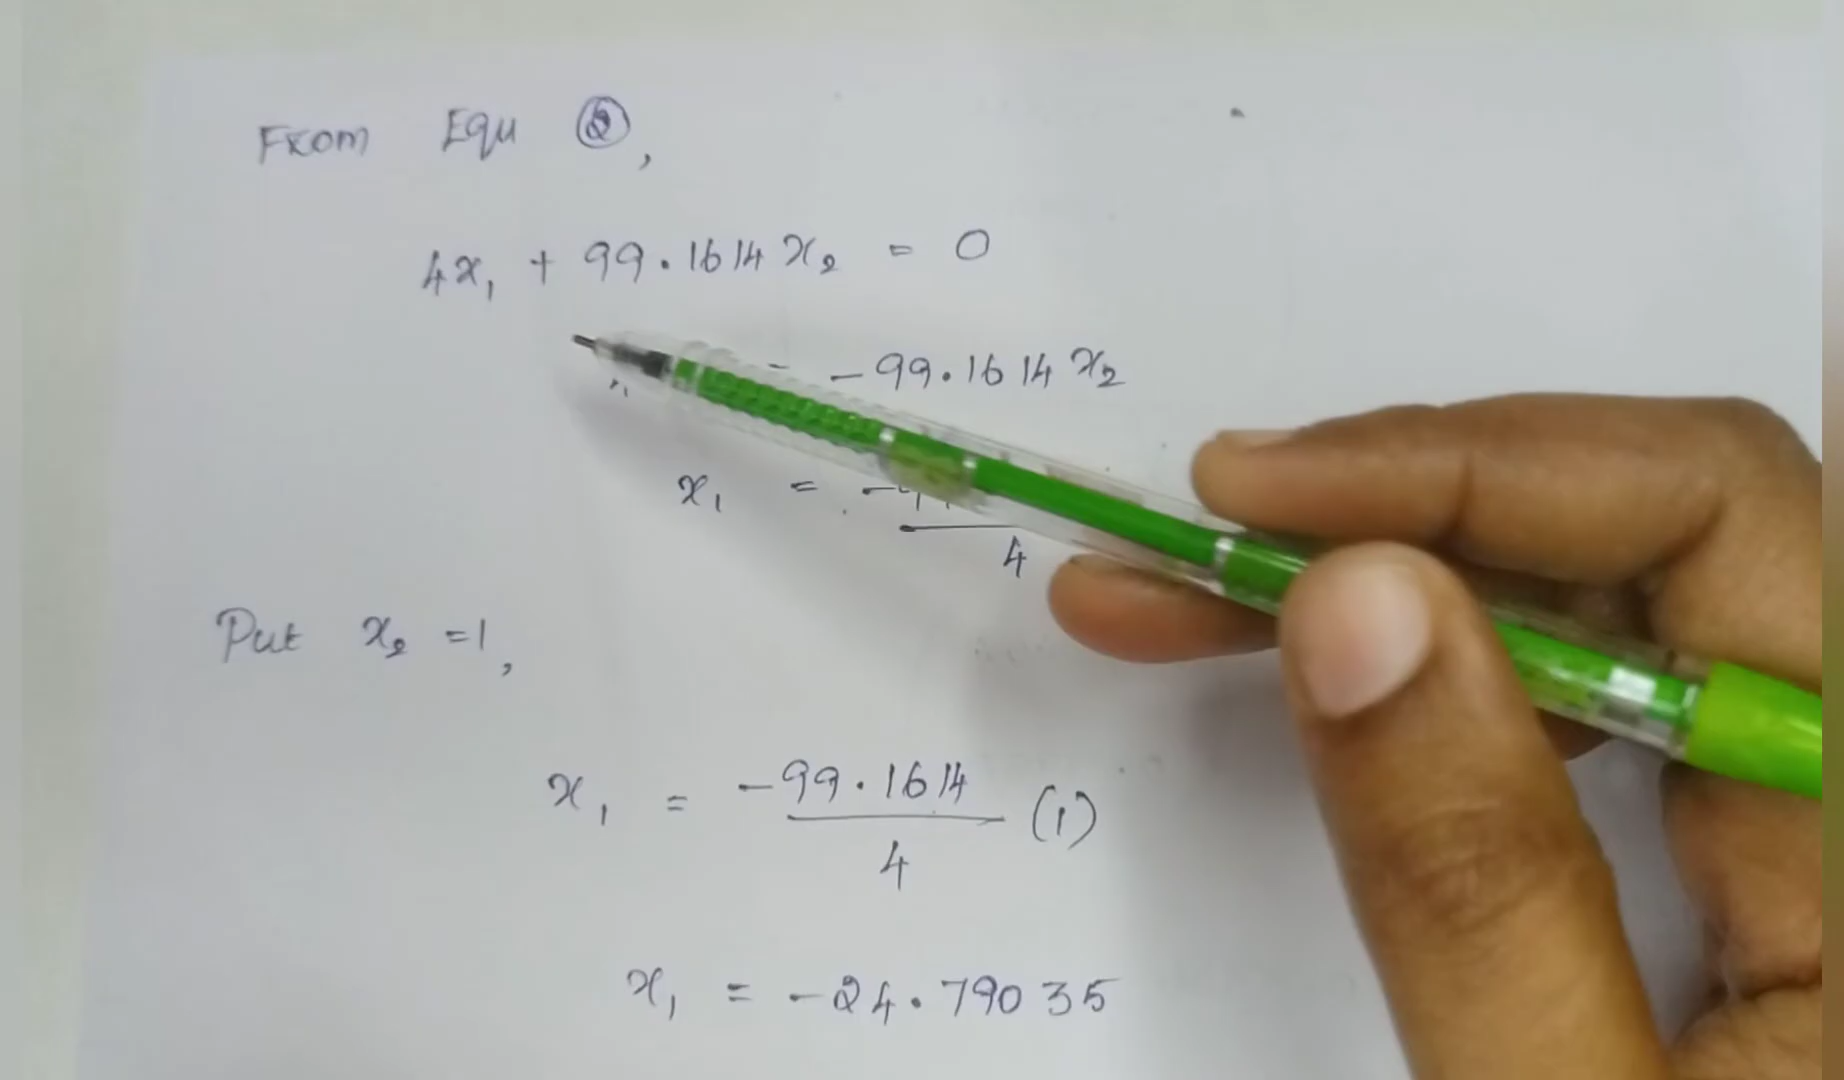 From Equ ②,
4x₁ + 99.1614 x₂ = 0
= -99.1614 x₂
x₁ = -
4
Put x₂ = 1,
x₁ = -99.1614 / 4 (1)
x₁ = -24.79035